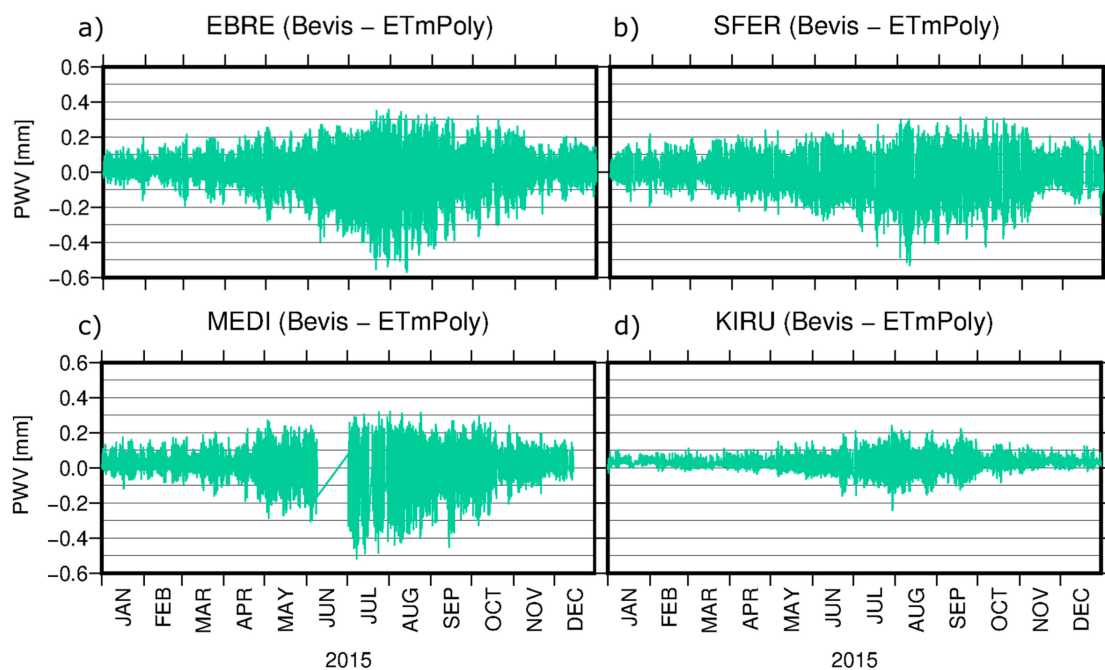 a) EBRE (Bevis – ETmPoly)
b) SFER (Bevis – ETmPoly)
PWV [mm]
0.6
0.4
0.2
0.0
−0.2
−0.4
−0.6
c) MEDI (Bevis – ETmPoly)
d) KIRU (Bevis – ETmPoly)
PWV [mm]
0.6
0.4
0.2
0.0
−0.2
−0.4
−0.6
JAN FEB MAR APR MAY JUN JUL AUG SEP OCT NOV DEC
JAN FEB MAR APR MAY JUN JUL AUG SEP OCT NOV DEC
2015
2015